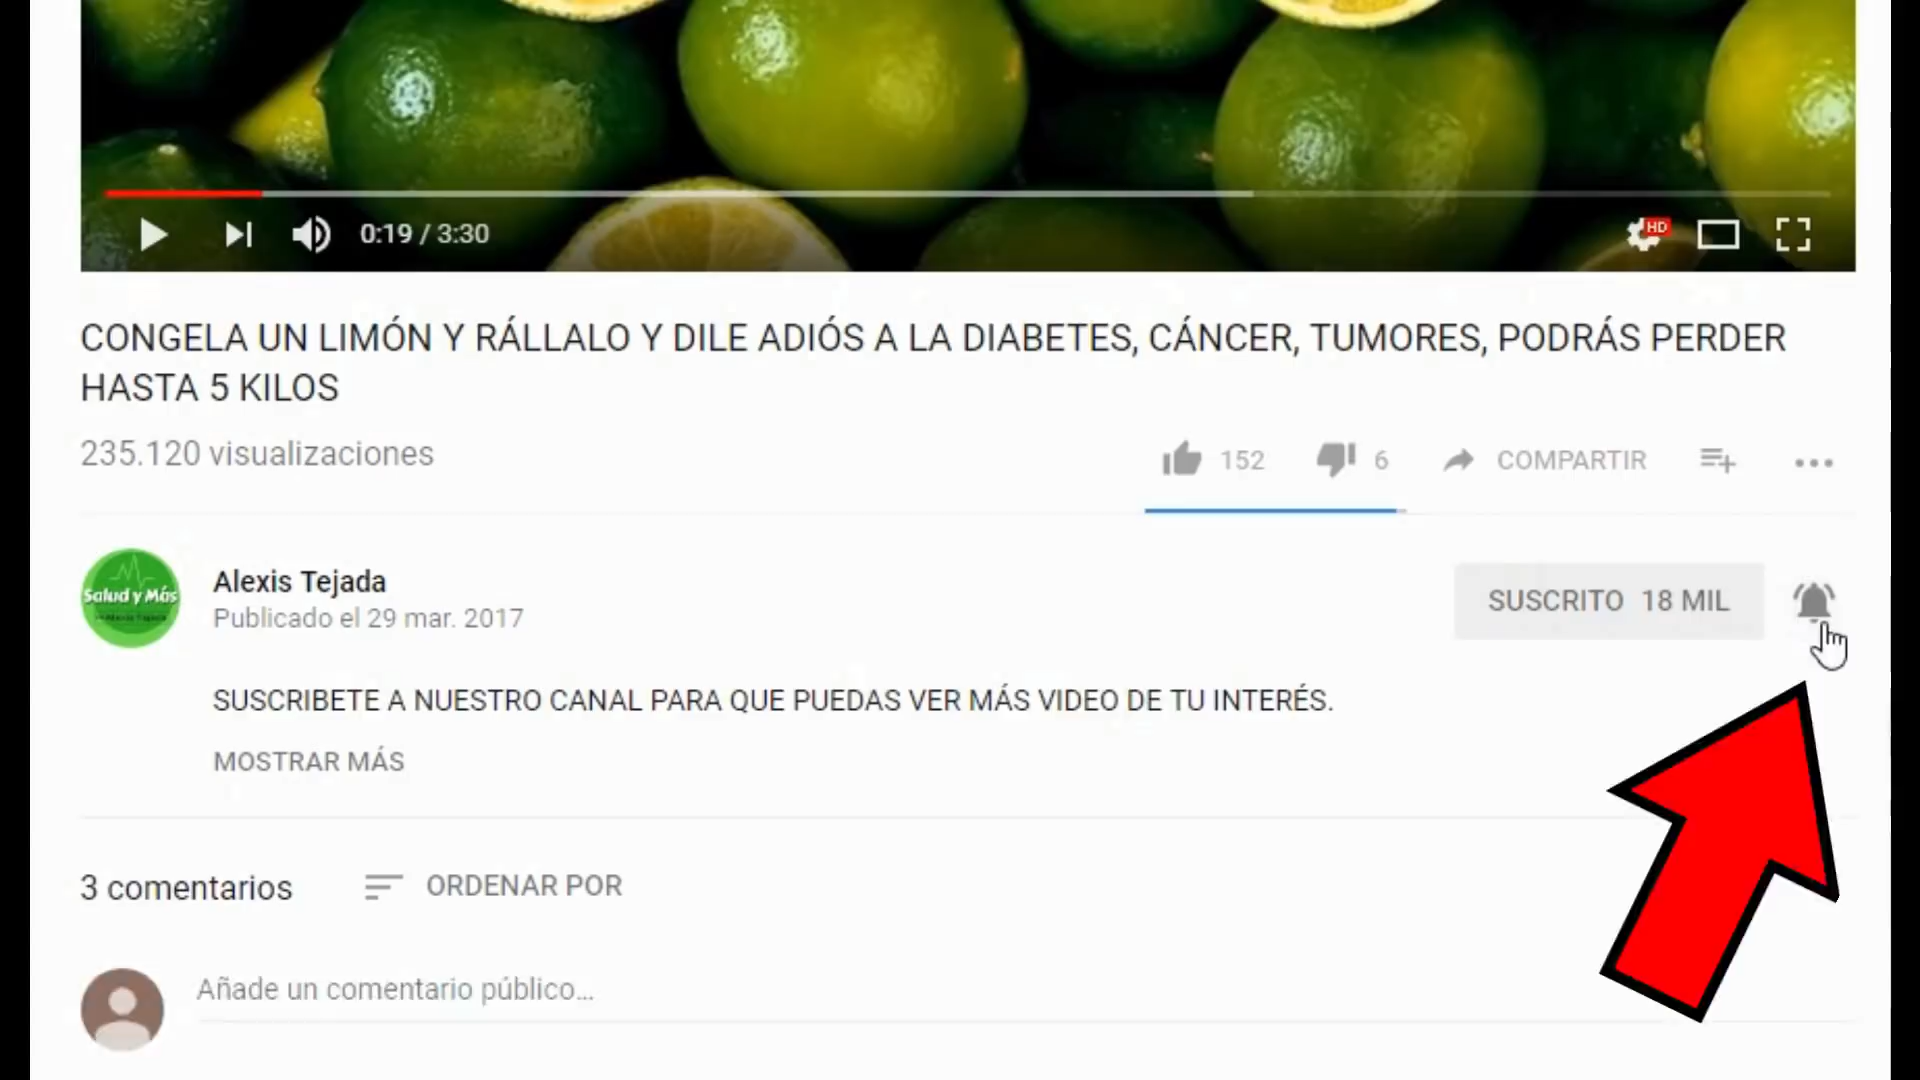 0:19 / 3:30
HD
CONGELA UN LIMÓN Y RÁLLALO Y DILE ADIÓS A LA DIABETES, CÁNCER, TUMORES, PODRÁS PERDER
HASTA 5 KILOS
235.120 visualizaciones
152 6 COMPARTIR
Salud y Más
Alexis Tejada
Publicado el 29 mar. 2017
SUSCRITO 18 MIL
SUSCRIBETE A NUESTRO CANAL PARA QUE PUEDAS VER MÁS VIDEO DE TU INTERÉS.
MOSTRAR MÁS
3 comentarios ORDENAR POR
Añade un comentario público...